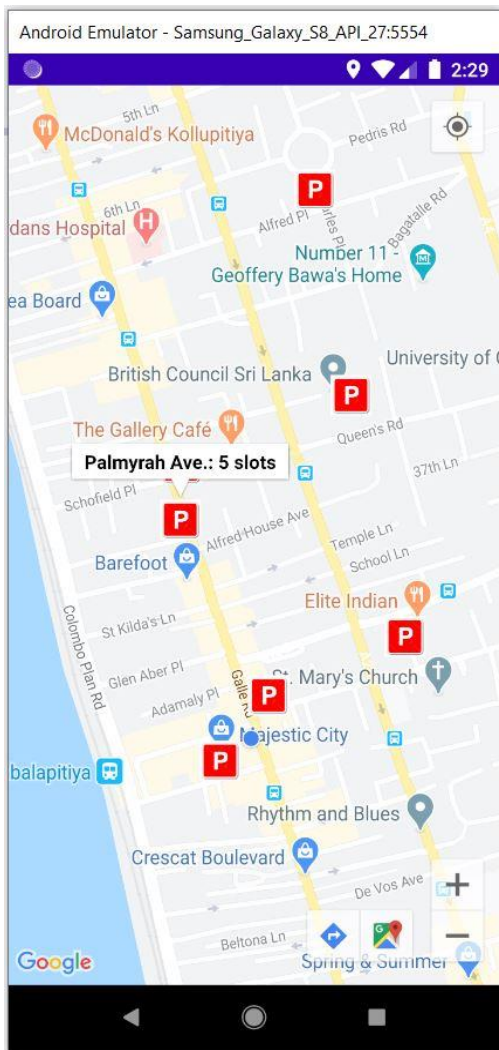 Android Emulator - Samsung_Galaxy_S8_API_27:5554
2:29
5th Ln
McDonald's Kollupitiya
Pedris Rd
P
6th Ln
Alfred Pl
Bagatalle Rd
dans Hospital
H
Number 11 -
Geoffery Bawa's Home
ea Board
British Council Sri Lanka
University of
P
The Gallery Café
Queen's Rd
Palmyrah Ave.: 5 slots
37th Ln
Schofield Pl
P
Alfred House Ave
Temple Ln
Barefoot
School Ln
Elite Indian
St Kilda's Ln
Colombo Plan Rd
P
Glen Aber Pl
St. Mary's Church
Galle Rd
P
Adamaly Pl
Majestic City
P
balapitiya
Rhythm and Blues
Crescat Boulevard
De Vos Ave
Beltona Ln
Google
Spring & Summer